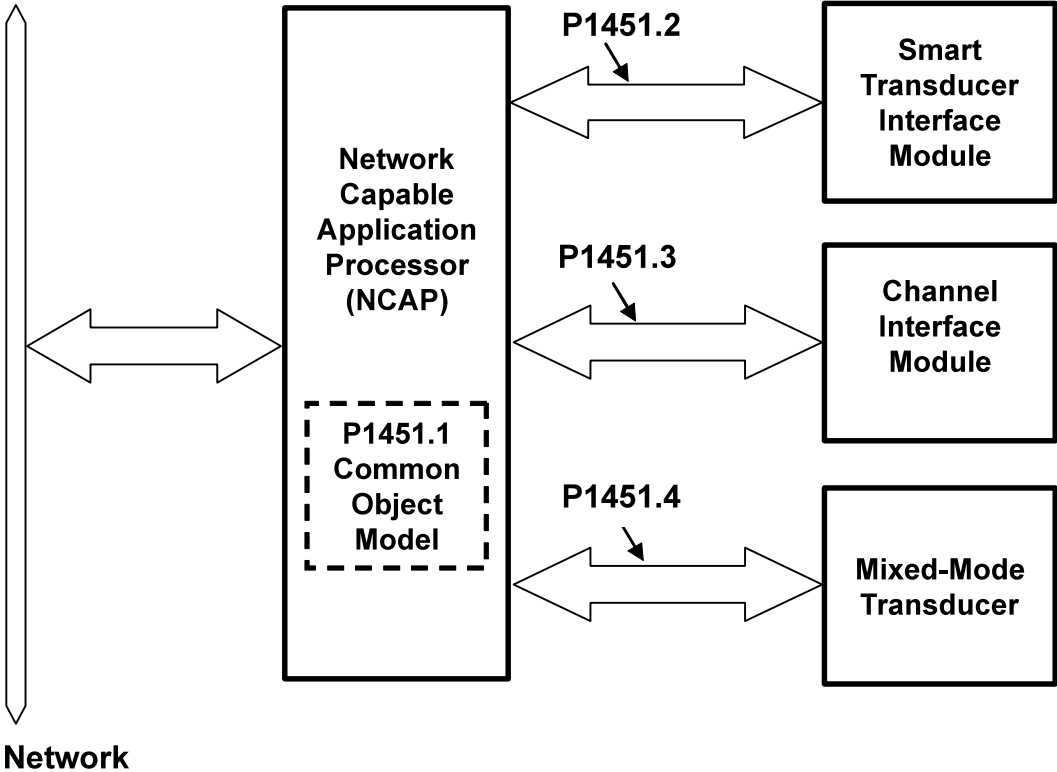 P1451.2
Smart
Transducer
Interface
Module
Network
Capable
Application
Processor
(NCAP)
P1451.3
Channel
Interface
Module
P1451.1
Common
Object
Model
P1451.4
Mixed-Mode
Transducer
Network